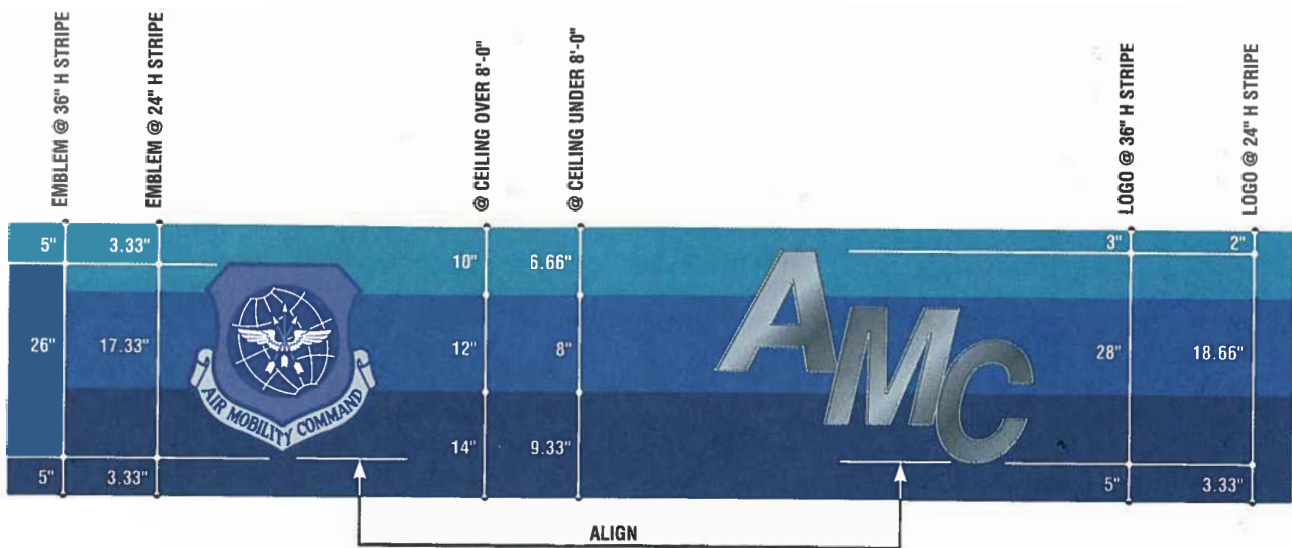 EMBLEM @ 36" H STRIPE
EMBLEM @ 24" H STRIPE
@ CEILING OVER 8'-0"
@ CEILING UNDER 8'-0"
LOGO @ 36" H STRIPE
LOGO @ 24" H STRIPE
5" 3.33" 10" 6.66" 3" 2"
26" 17.33" 12" 8" 28" 18.66"
AMC
AIR MOBILITY COMMAND
14" 9.33"
5" 3.33" 5" 3.33"
ALIGN